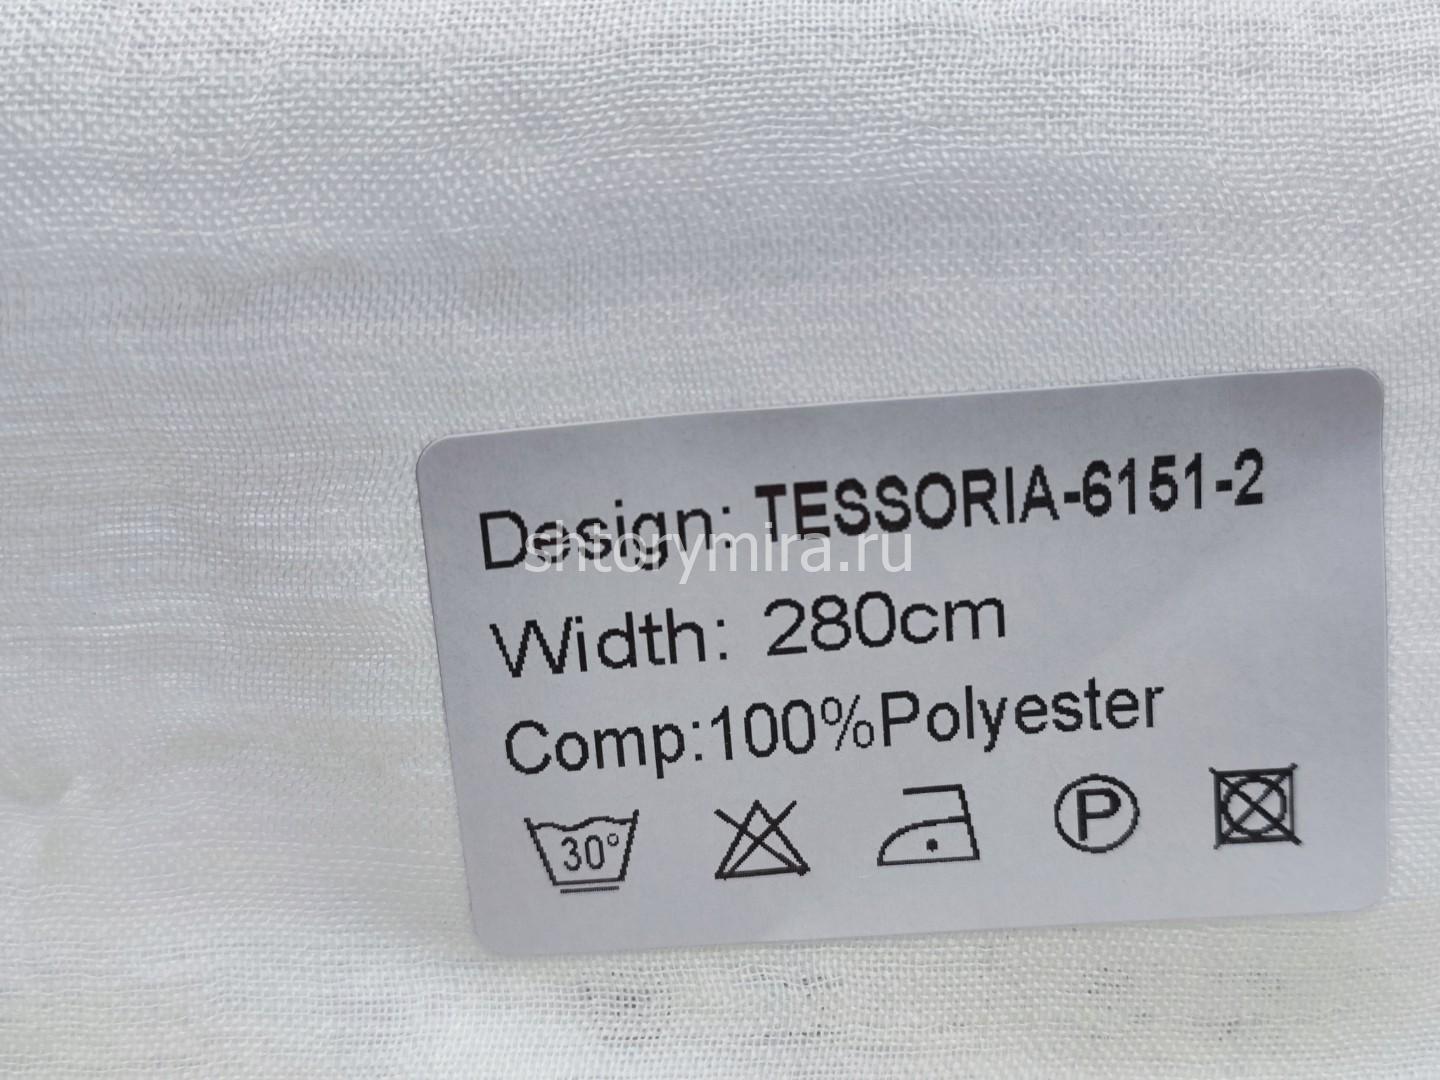 Design: TESSORIA-6151-2
shtorymira.ru
Width: 280cm
Comp:100%Polyester
30° P